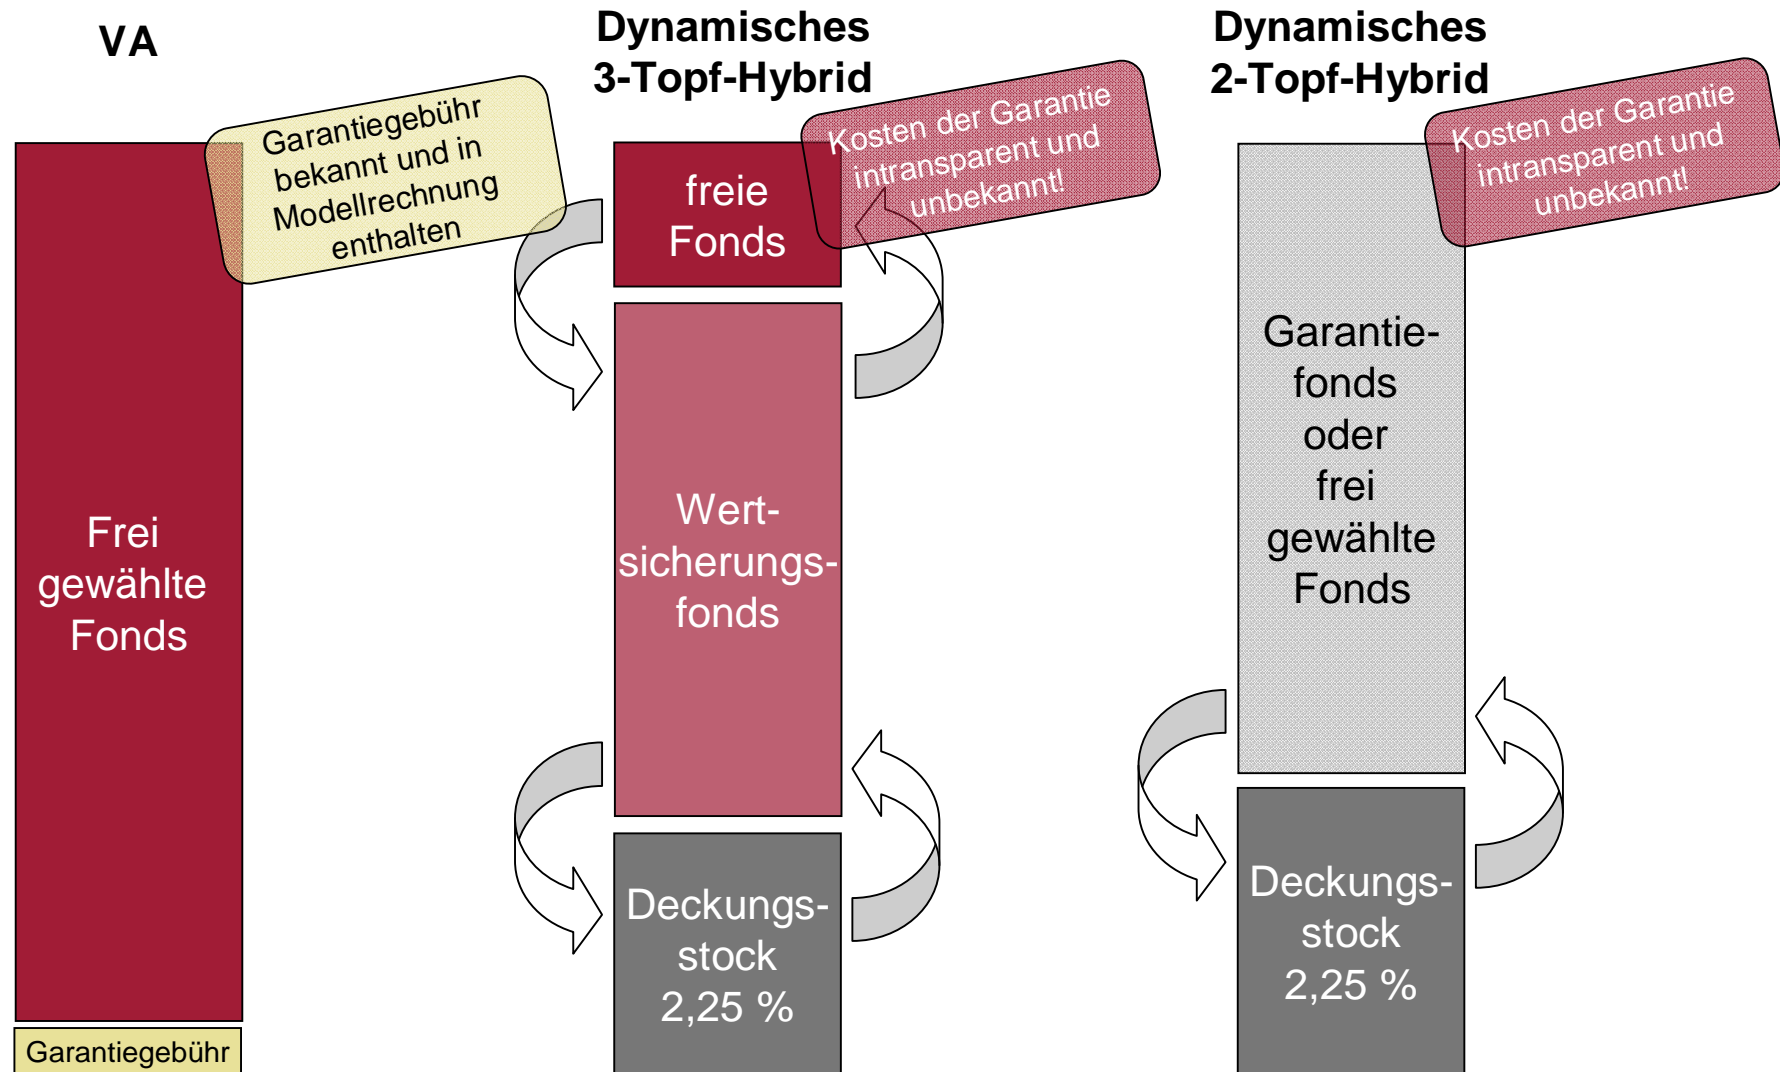 VA
Garantiegebühr
bekannt und in
Modellrechnung
enthalten
Frei
gewählte
Fonds
Garantiegebühr
Dynamisches
3-Topf-Hybrid
Kosten der Garantie
intransparent und
unbekannt!
freie
Fonds
Wert-
sicherungs-
fonds
Deckungs-
stock
2,25 %
Dynamisches
2-Topf-Hybrid
Kosten der Garantie
intransparent und
unbekannt!
Garantie-
fonds
oder
frei
gewählte
Fonds
Deckungs-
stock
2,25 %